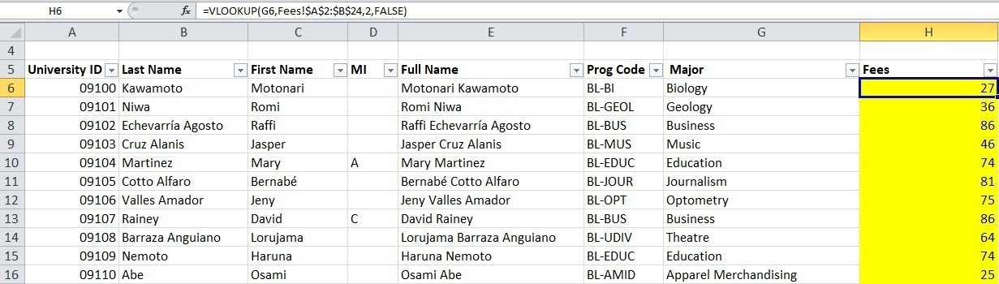 H6 fx =VLOOKUP(G6,Fees!$A$2:$B$24,2,FALSE)
A B C D E F G H
4
5 University ID Last Name First Name MI Full Name Prog Code Major Fees
6 09100 Kawamoto Motonari Motonari Kawamoto BL-BI Biology 27
7 09101 Niwa Romi Romi Niwa BL-GEOL Geology 36
8 09102 Echevarría Agosto Raffi Raffi Echevarría Agosto BL-BUS Business 86
9 09103 Cruz Alanis Jasper Jasper Cruz Alanis BL-MUS Music 46
10 09104 Martinez Mary A Mary Martinez BL-EDUC Education 74
11 09105 Cotto Alfaro Bernabé Bernabé Cotto Alfaro BL-JOUR Journalism 81
12 09106 Valles Amador Jeny Jeny Valles Amador BL-OPT Optometry 75
13 09107 Rainey David C David Rainey BL-BUS Business 86
14 09108 Barraza Anguiano Lorujama Lorujama Barraza Anguiano BL-UDIV Theatre 64
15 09109 Nemoto Haruna Haruna Nemoto BL-EDUC Education 74
16 09110 Abe Osami Osami Abe BL-AMID Apparel Merchandising 25